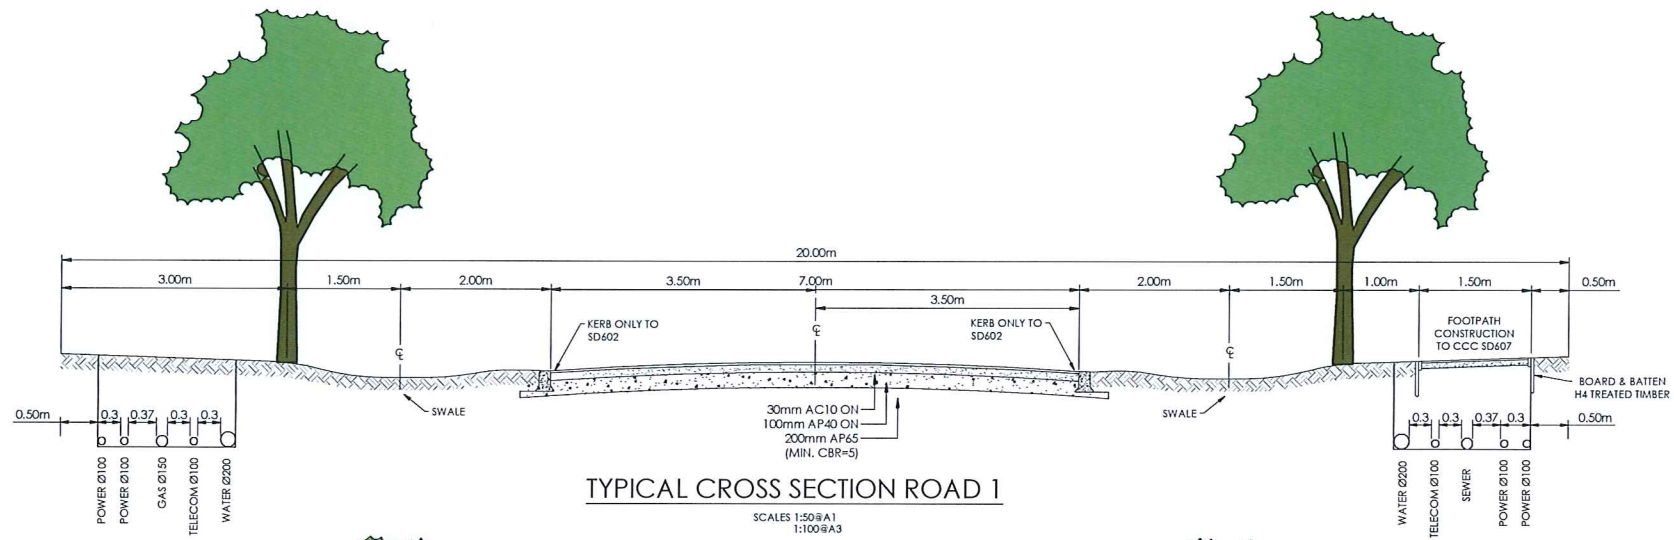 20.00m
3.00m
1.50m
2.00m
3.50m
7.00m
3.50m
2.00m
1.50m
1.00m
1.50m
0.50m
KERB ONLY TO
SD602
KERB ONLY TO
SD602
FOOTPATH
CONSTRUCTION
TO CCC SD607
BOARD & BATTEN
H4 TREATED TIMBER
SWALE
SWALE
30mm AC10 ON
100mm AP40 ON
200mm AP65
(MIN. CBR=5)
0.50m
0.3
0.37
0.3
0.3
POWER Ø100
POWER Ø100
GAS Ø150
TELECOM Ø100
WATER Ø200
0.3
0.3
0.37
0.3
0.50m
WATER Ø200
TELECOM Ø100
SEWER
POWER Ø100
POWER Ø100
TYPICAL CROSS SECTION ROAD 1
SCALES 1:50@A1
1:100@A3